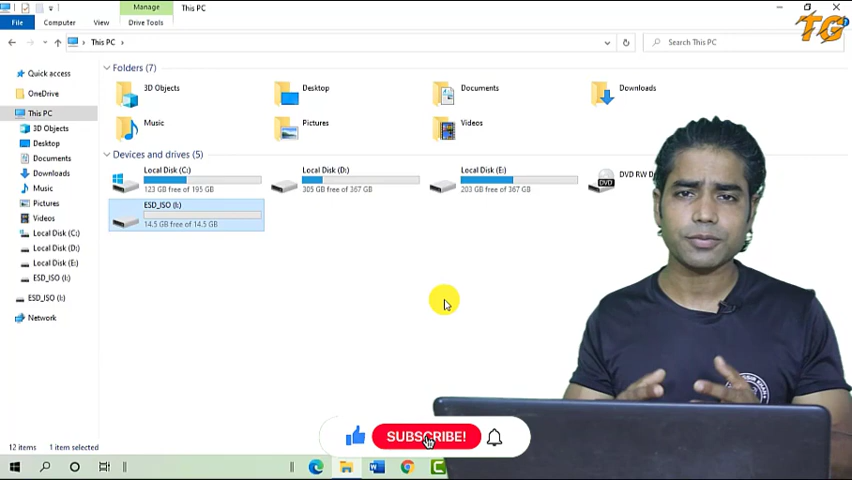 Manage
This PC
TG
File
Computer
View
Drive Tools
This PC
Search This PC
Quick access
OneDrive
This PC
3D Objects
Desktop
Documents
Downloads
Music
Pictures
Videos
Local Disk (C:)
Local Disk (D:)
Local Disk (E:)
ESD_ISO (I:)
ESD_ISO (I:)
Network
Folders (7)
3D Objects
Desktop
Documents
Downloads
Music
Pictures
Videos
Devices and drives (5)
Local Disk (C:)
123 GB free of 195 GB
Local Disk (D:)
305 GB free of 367 GB
Local Disk (E:)
203 GB free of 367 GB
DVD
DVD RW
ESD_ISO (I:)
14.5 GB free of 14.5 GB
SUBSCRIBE!
12 items
1 item selected